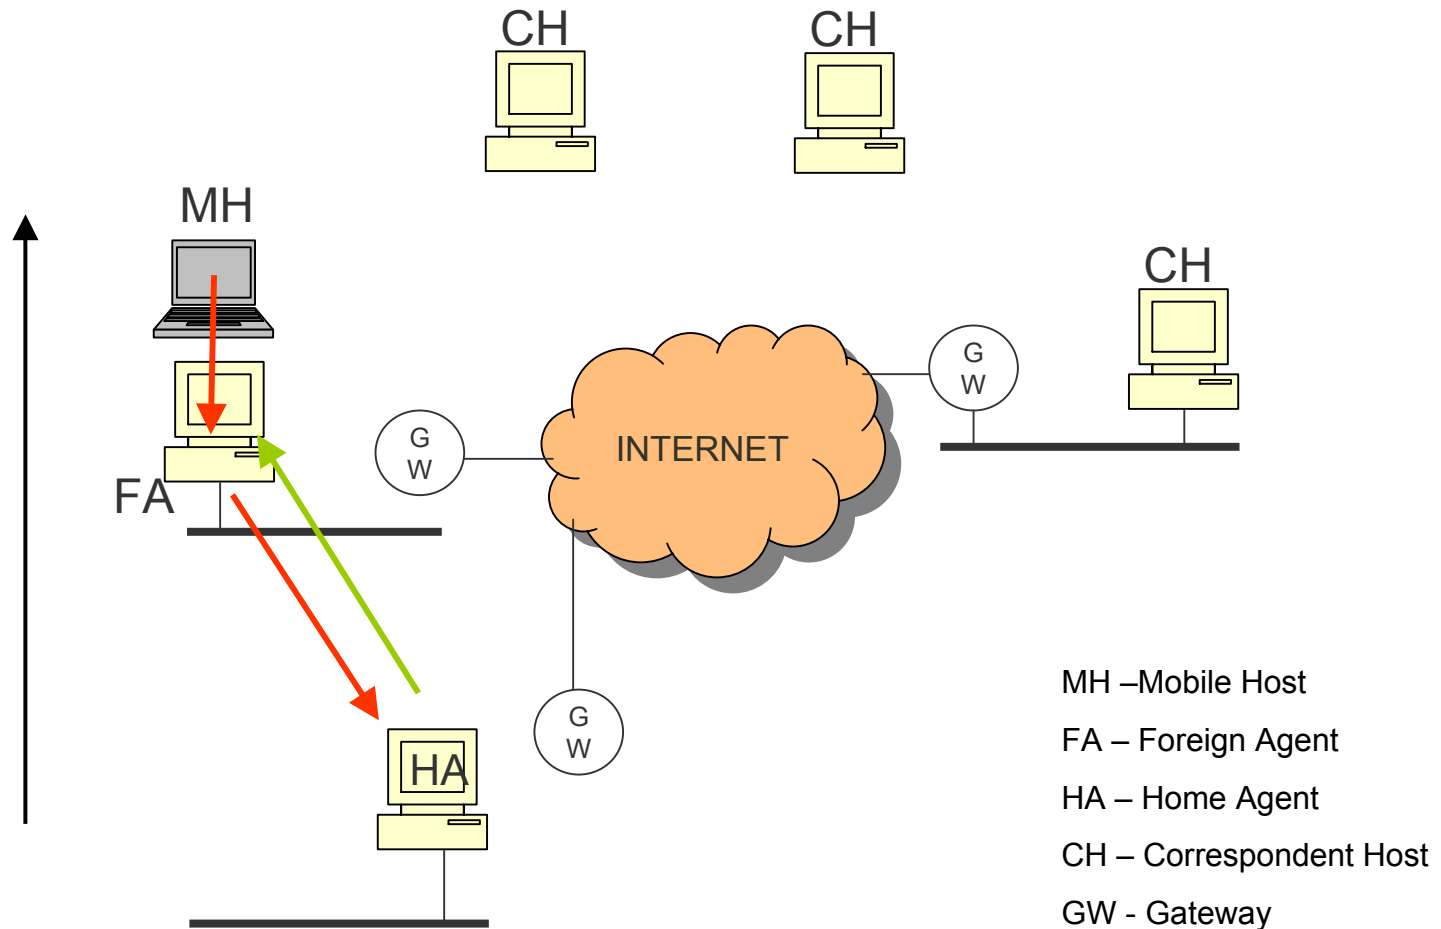 CH
CH
MH
CH
G
W
G
W
INTERNET
FA
G
W
HA
MH –Mobile Host
FA – Foreign Agent
HA – Home Agent
CH – Correspondent Host
GW - Gateway